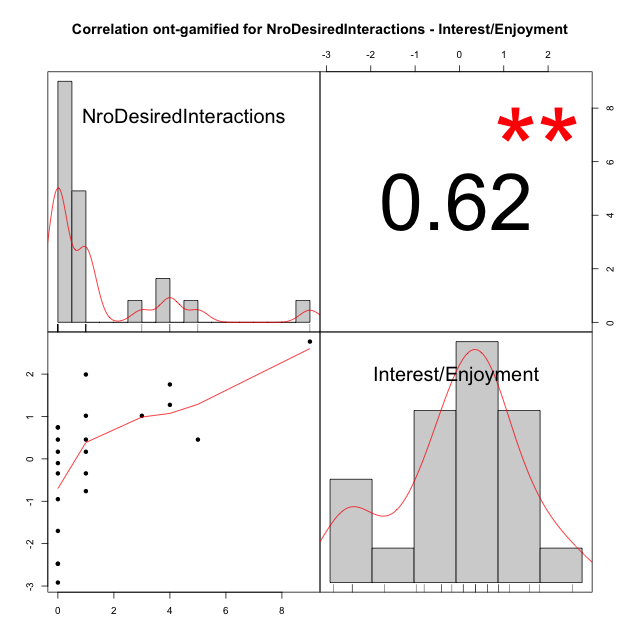 Correlation ont-gamified for NroDesiredInteractions - Interest/Enjoyment
-3 -2 -1 0 1 2
NroDesiredInteractions
**
0.62
8
6
4
2
0
Interest/Enjoyment
2
1
0
-1
-2
-3
0 2 4 6 8